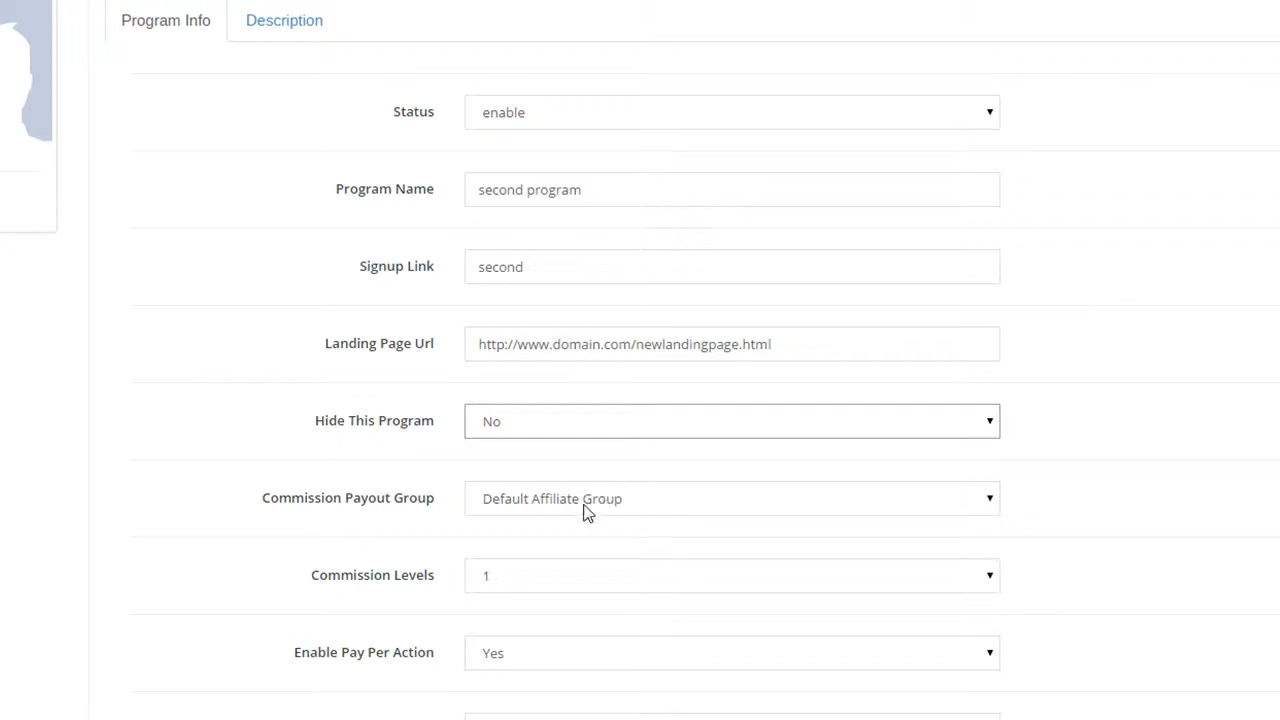 Program Info
Description
Status
enable
Program Name
second program
Signup Link
second
Landing Page Url
http://www.domain.com/newlandingpage.html
Hide This Program
No
Commission Payout Group
Default Affiliate Group
Commission Levels
1
Enable Pay Per Action
Yes